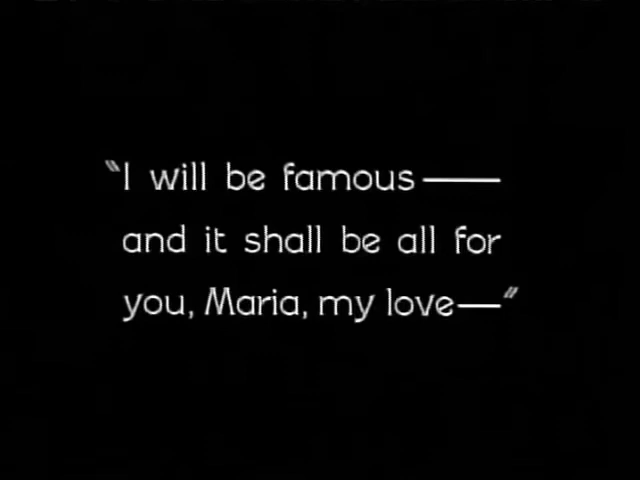 "I will be famous——
and it shall be all for
you, Maria, my love—"